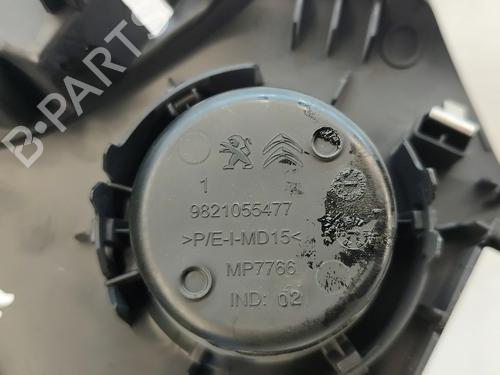 B-PARTS
1
9821055477
>P/E-I-MD15<
MP7766
IND: 02